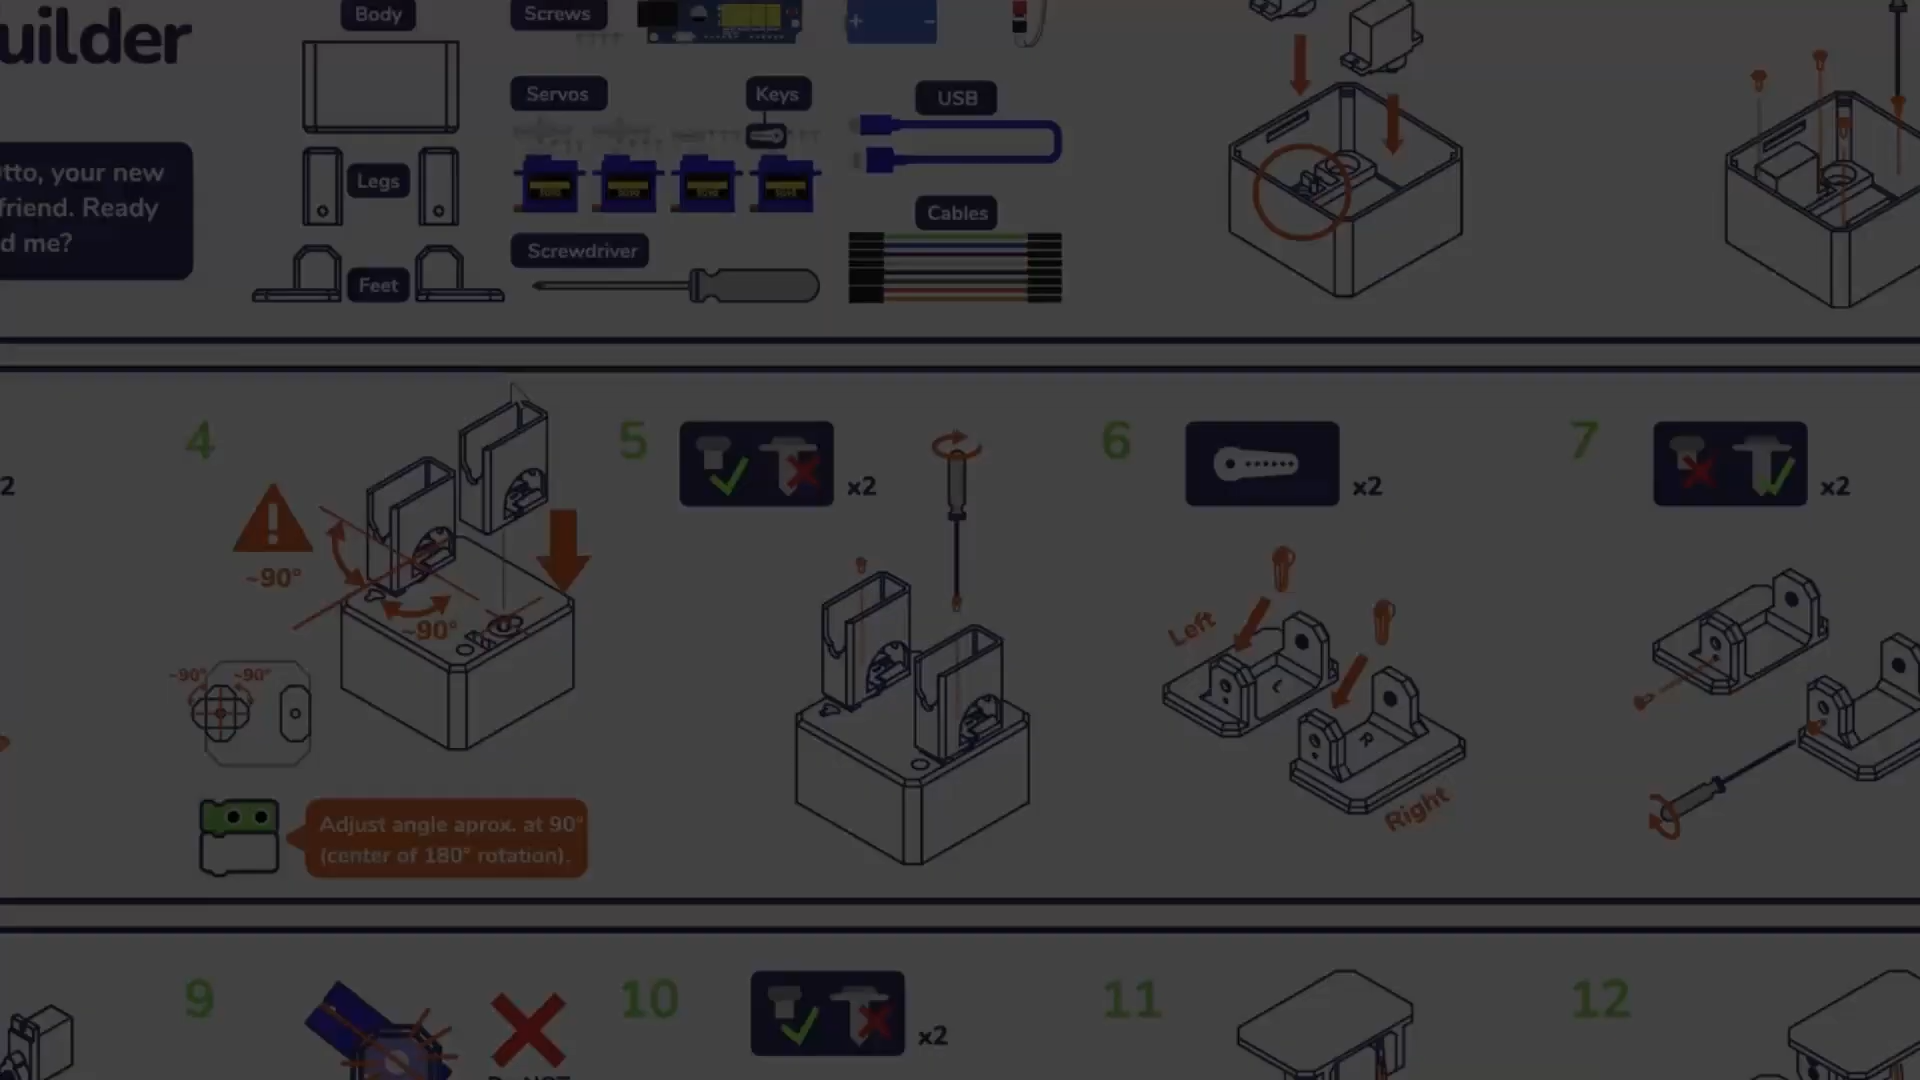 uilder
tto, your new
friend. Ready
d me?
Body
Legs
Feet
Screws
Servos
Keys
Screwdriver
USB
Cables
2
4
~90°
~90°
~90°
~90°
Adjust angle aprox. at 90°
(center of 180° rotation).
5
x2
6
x2
Left
L
R
Right
7
x2
9
10
x2
11
12